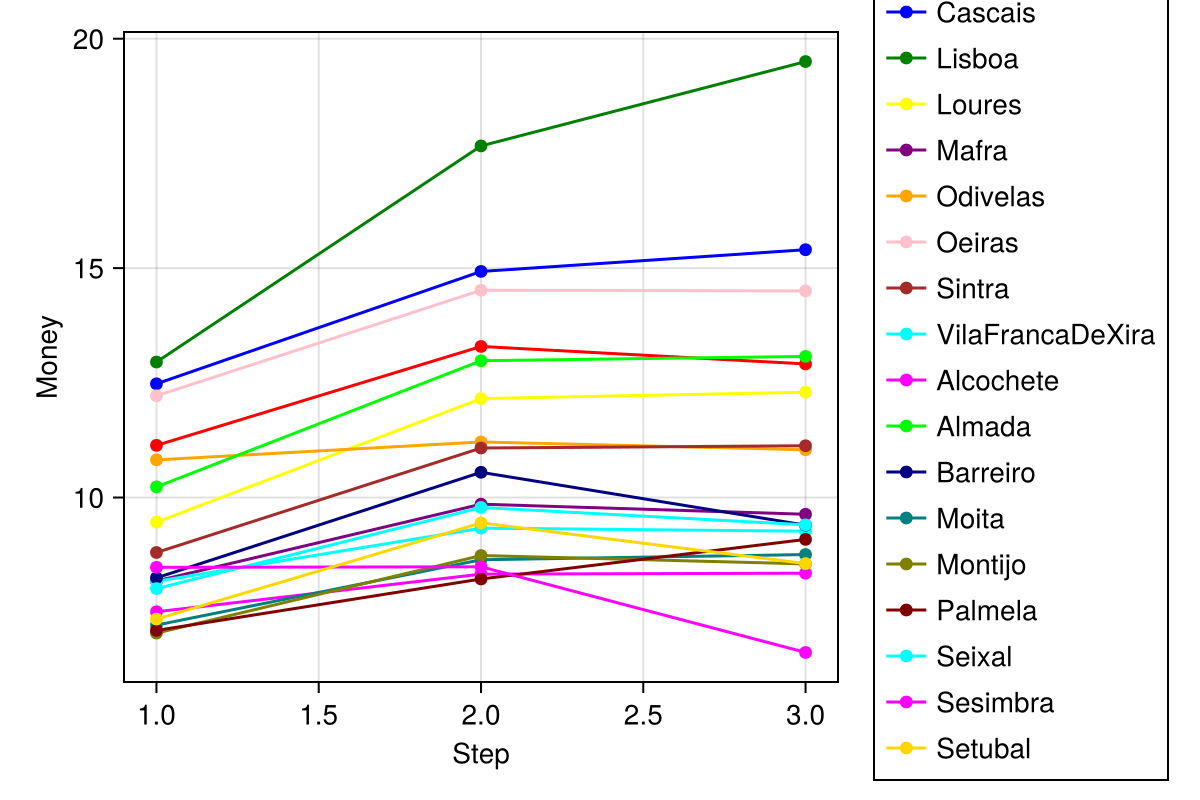 20
15
10
Money
1.0 1.5 2.0 2.5 3.0
Step
Cascais
Lisboa
Loures
Mafra
Odivelas
Oeiras
Sintra
VilaFrancaDeXira
Alcochete
Almada
Barreiro
Moita
Montijo
Palmela
Seixal
Sesimbra
Setubal